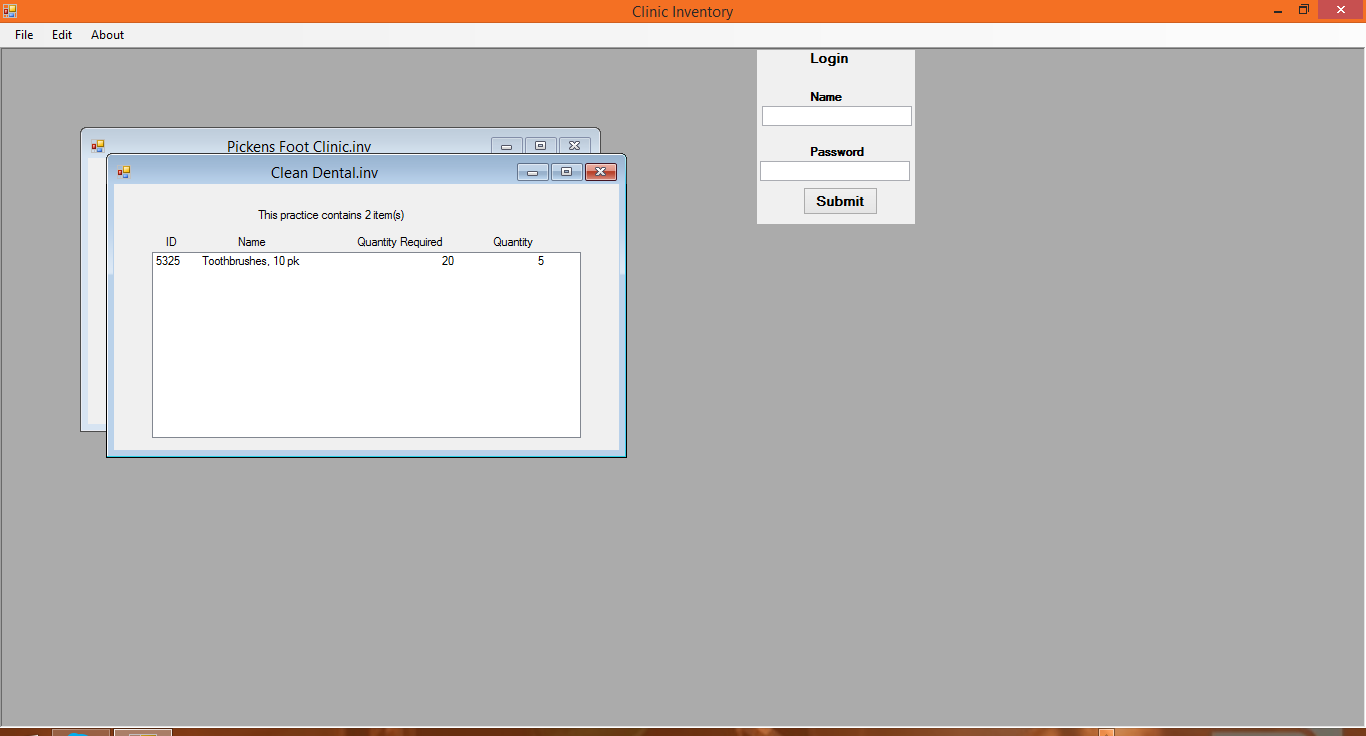 Clinic Inventory
File Edit About
Login
Name
Password
Submit
Pickens Foot Clinic.inv
Clean Dental.inv
This practice contains 2 item(s)
ID Name Quantity Required Quantity
5325 Toothbrushes, 10 pk 20 5